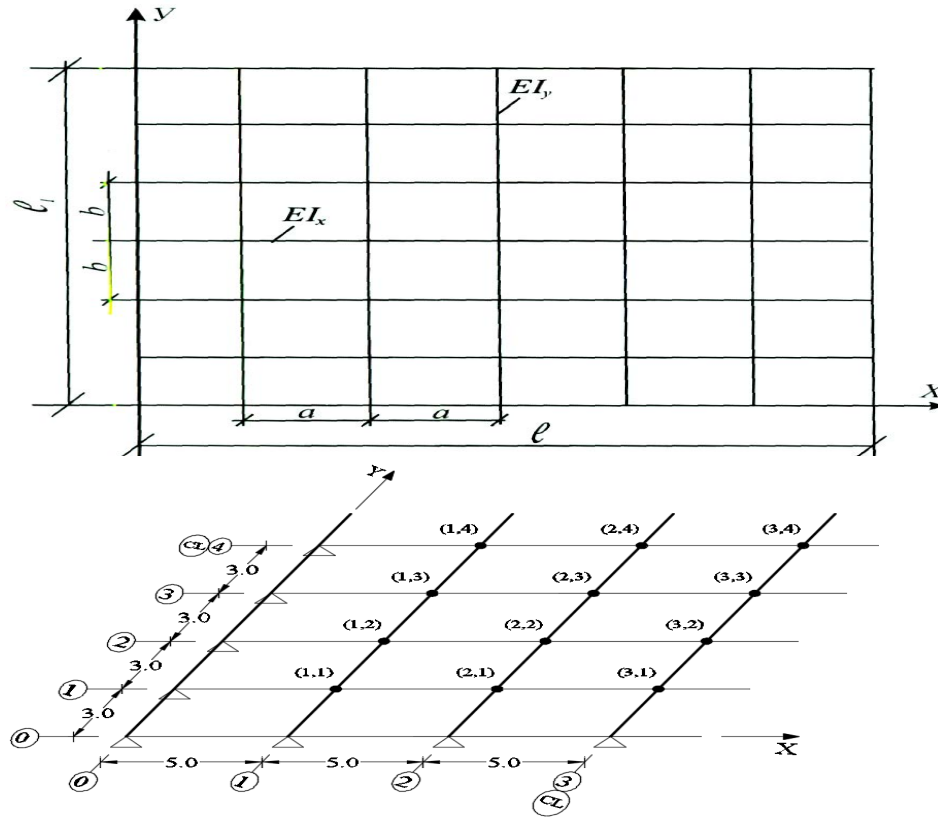 y
EI_y
ℓ₁
b
EI_x
b
X
a a
ℓ
Y
CL 4
(1,4) (2,4) (3,4)
3.0
3
(1,3) (2,3) (3,3)
3.0
2
(1,2) (2,2) (3,2)
3.0
1
(1,1) (2,1) (3,1)
3.0
0
X
5.0 5.0 5.0
0 1 2 3
CL